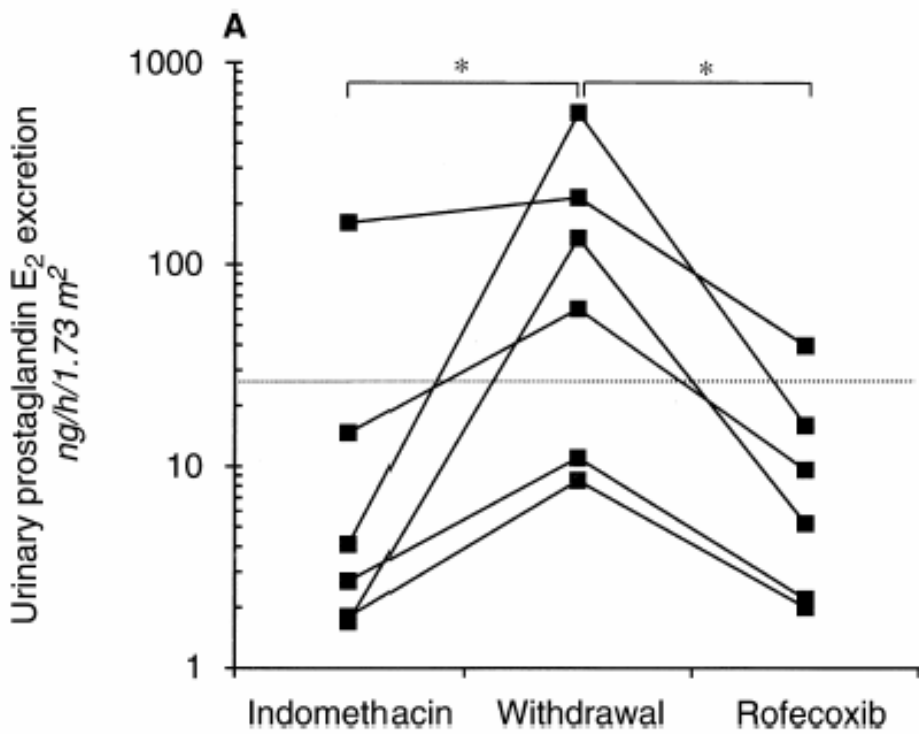 A
Urinary prostaglandin E2 excretion
ng/h/1.73 m2
1000
100
10
1
*
*
Indomethacin
Withdrawal
Rofecoxib